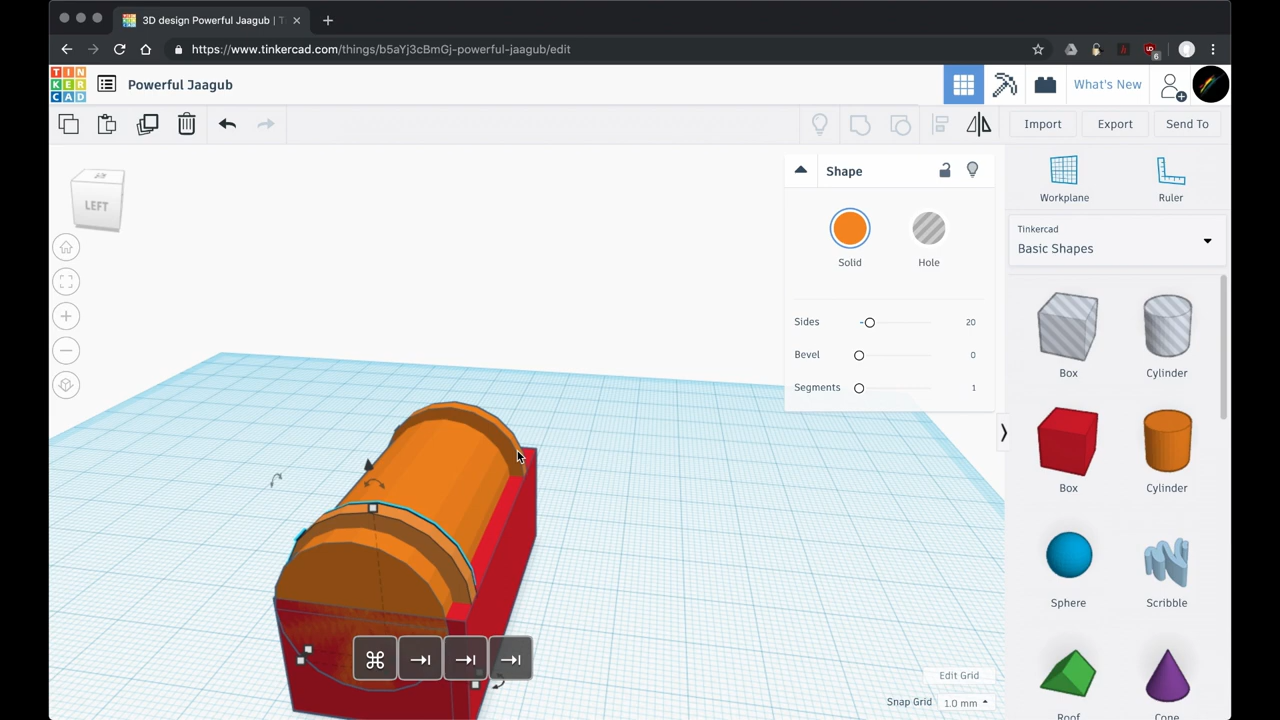 3D design Powerful Jaagub | T
https://www.tinkercad.com/things/b5aYj3cBmGj-powerful-jaagub/edit
6
TIN
KER
CAD
Powerful Jaagub
What's New
Import
Export
Send To
LEFT
Shape
Solid
Hole
Sides
20
Bevel
0
Segments
1
Workplane
Ruler
Tinkercad
Basic Shapes
Box
Cylinder
Box
Cylinder
Sphere
Scribble
Roof
Cone
⌘ ⇥ ⇥ ⇥
Edit Grid
Snap Grid
1.0 mm